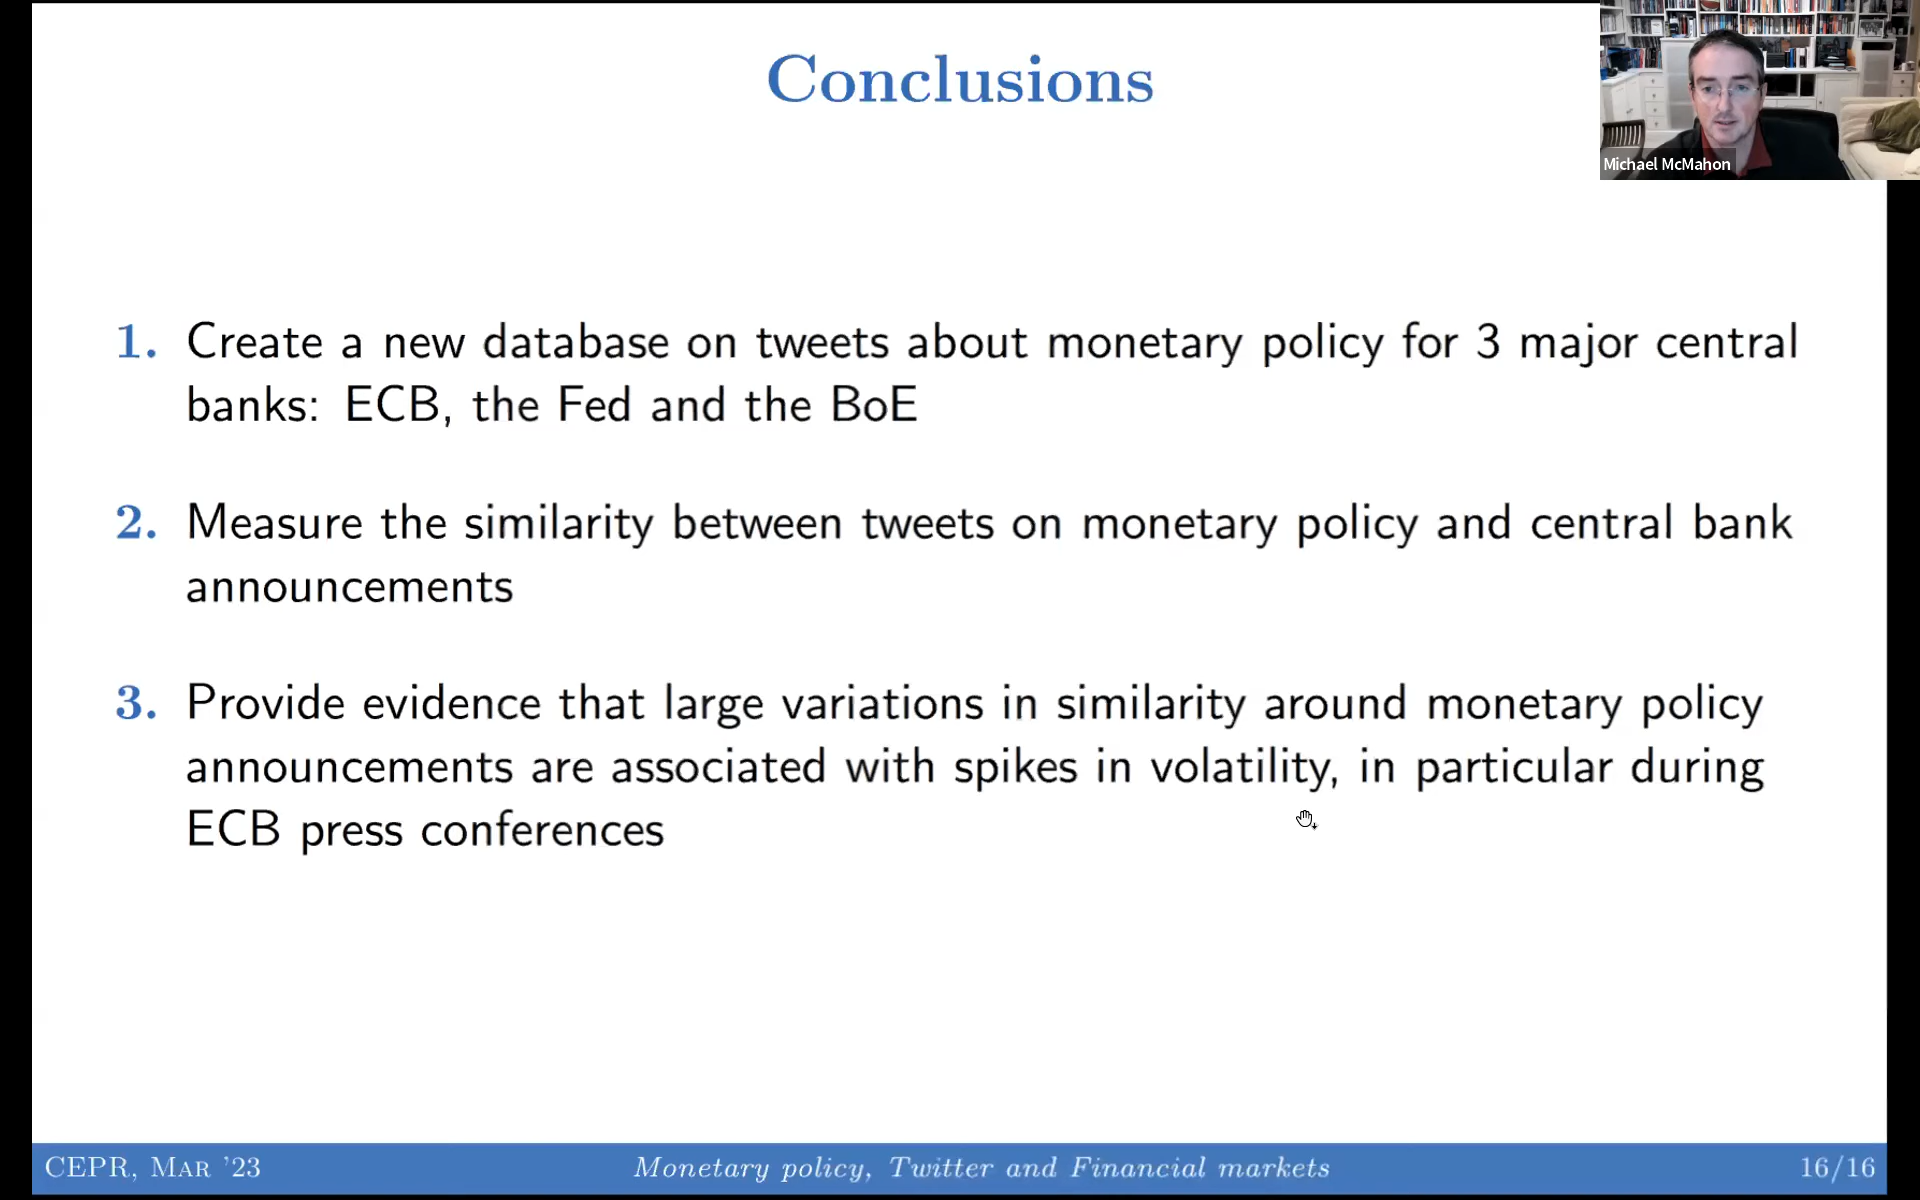 Conclusions
Michael McMahon
1. Create a new database on tweets about monetary policy for 3 major central
banks: ECB, the Fed and the BoE
2. Measure the similarity between tweets on monetary policy and central bank
announcements
3. Provide evidence that large variations in similarity around monetary policy
announcements are associated with spikes in volatility, in particular during
ECB press conferences
CEPR, Mar ’23 Monetary policy, Twitter and Financial markets 16/16